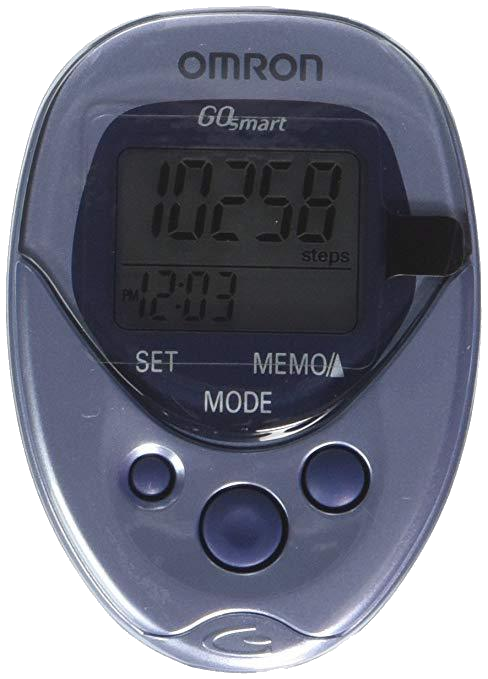 OMRON
GOsmart
10258
steps
PM 12:03
SET MEMO/▲
MODE